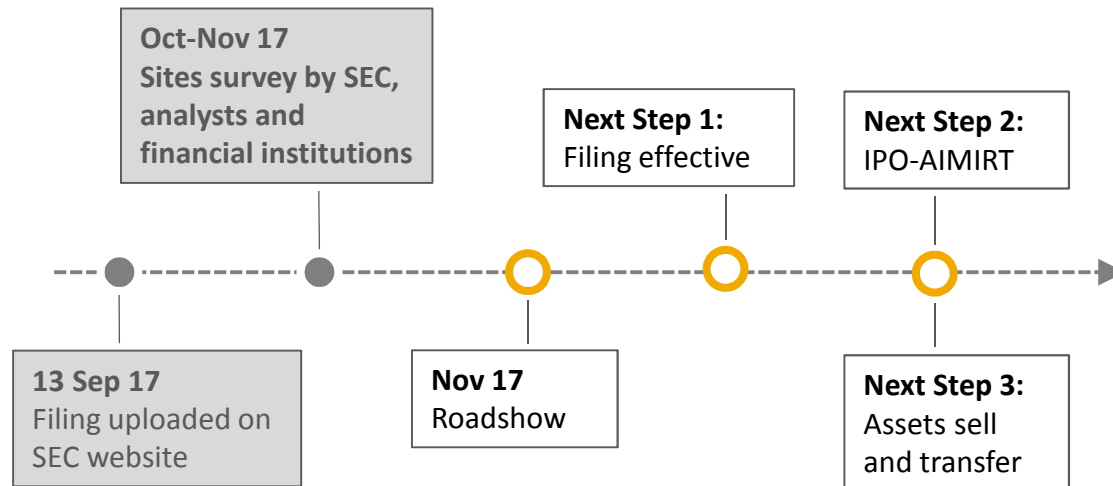 Oct-Nov 17
Sites survey by SEC,
analysts and
financial institutions
Next Step 1:
Filing effective
Next Step 2:
IPO-AIMIRT
13 Sep 17
Filing uploaded on
SEC website
Nov 17
Roadshow
Next Step 3:
Assets sell
and transfer